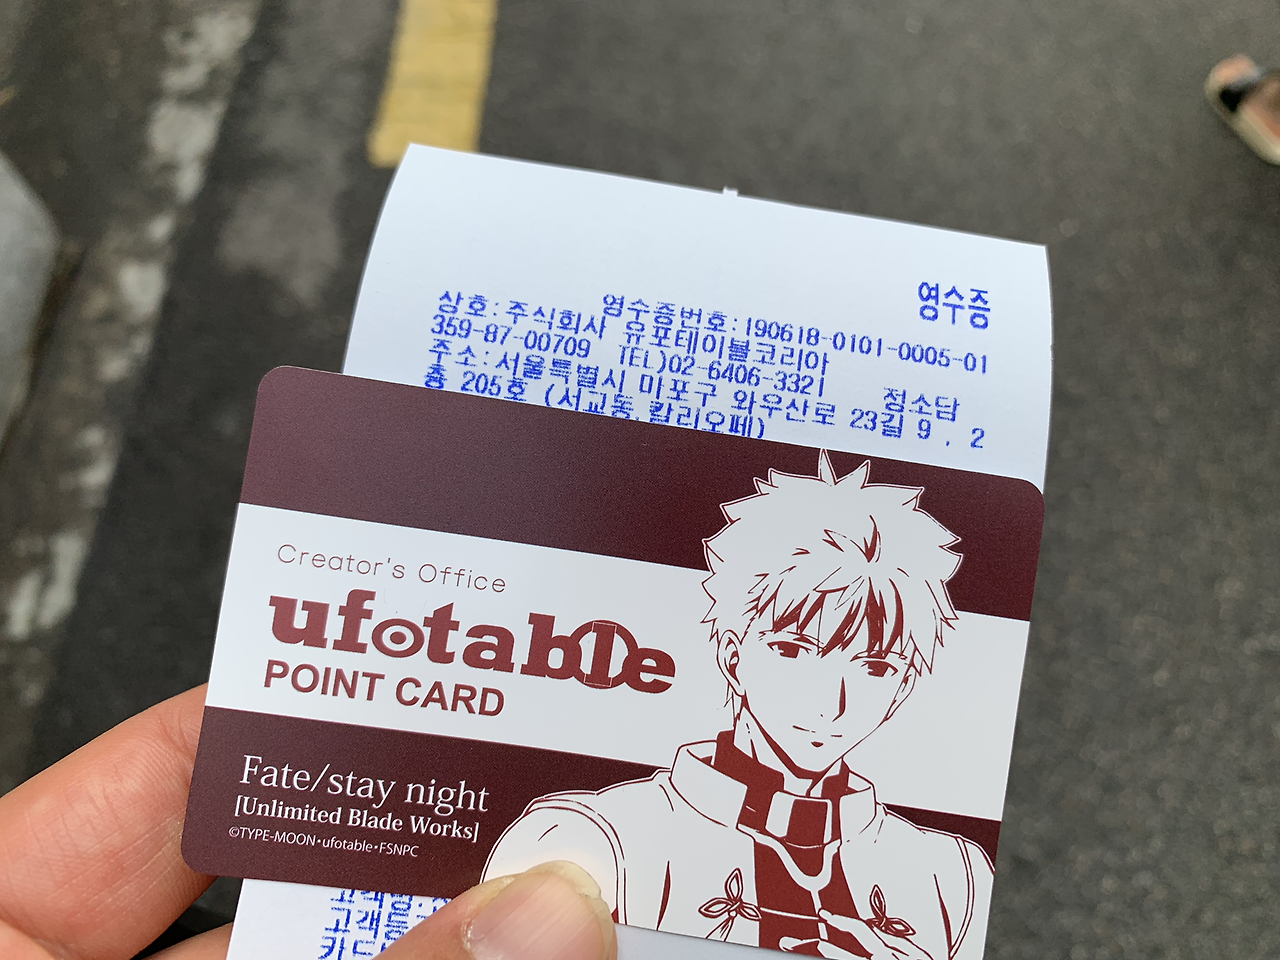 영수증
영수증번호:190618-0101-0005-01
상호:주식회사 유포테이블코리아
359-87-00709 TEL)02-6406-3321 정소담
주소:서울특별시 마포구 와우산로 23길 9 , 2
층 205호 (서교동 칼리오페)
Creator's Office
ufotable
POINT CARD
Fate/stay night
[Unlimited Blade Works]
©TYPE-MOON・ufotable・FSNPC